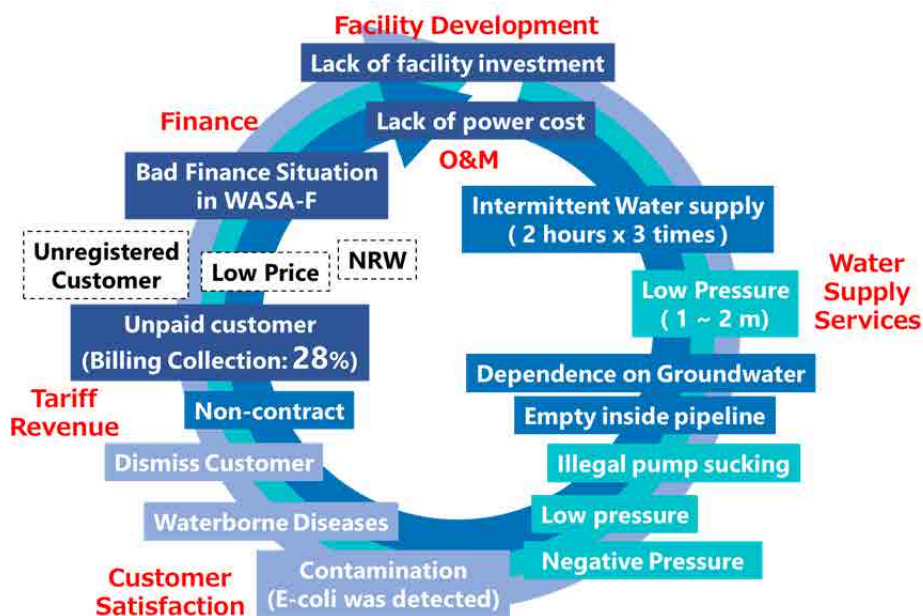 Facility Development
Lack of facility investment
Lack of power cost
O&M
Finance
Bad Finance Situation
in WASA-F
Intermittent Water supply
( 2 hours x 3 times )
Unregistered
Customer
Low Price
NRW
Water
Supply
Services
Low Pressure
( 1 ~ 2 m)
Unpaid customer
(Billing Collection: 28%)
Dependence on Groundwater
Tariff
Revenue
Non-contract
Empty inside pipeline
Dismiss Customer
Illegal pump sucking
Waterborne Diseases
Low pressure
Negative Pressure
Contamination
(E-coli was detected)
Customer
Satisfaction